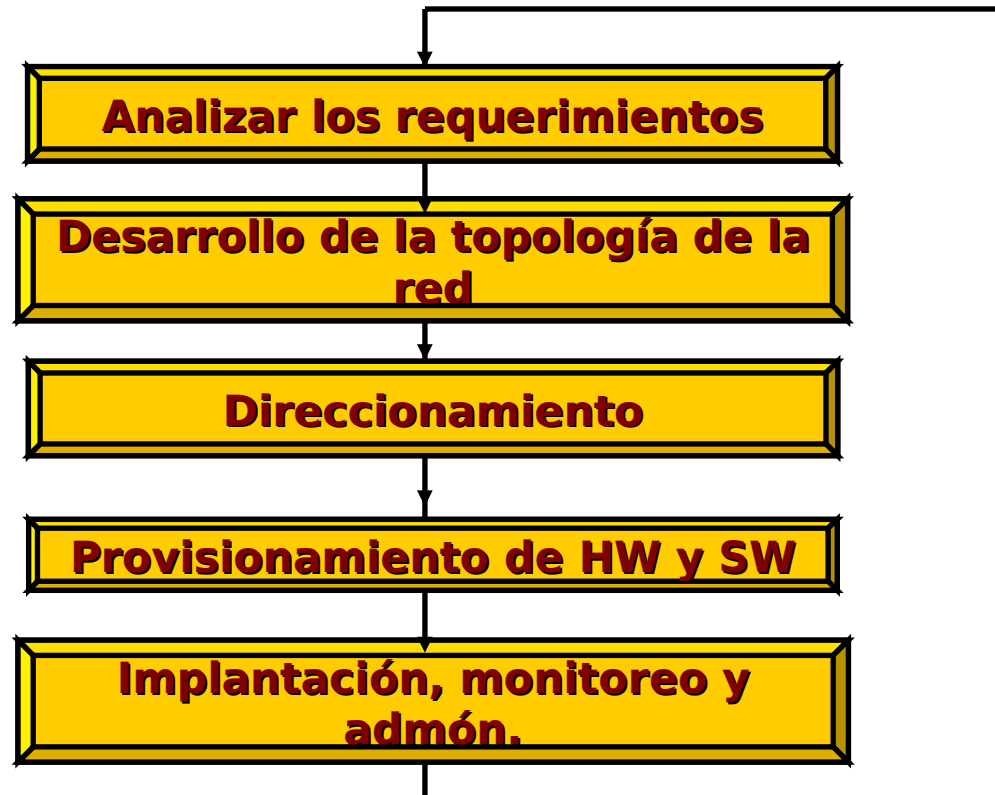 Analizar los requerimientos
Desarrollo de la topología de la
red
Direccionamiento
Provisionamiento de HW y SW
Implantación, monitoreo y
admón.